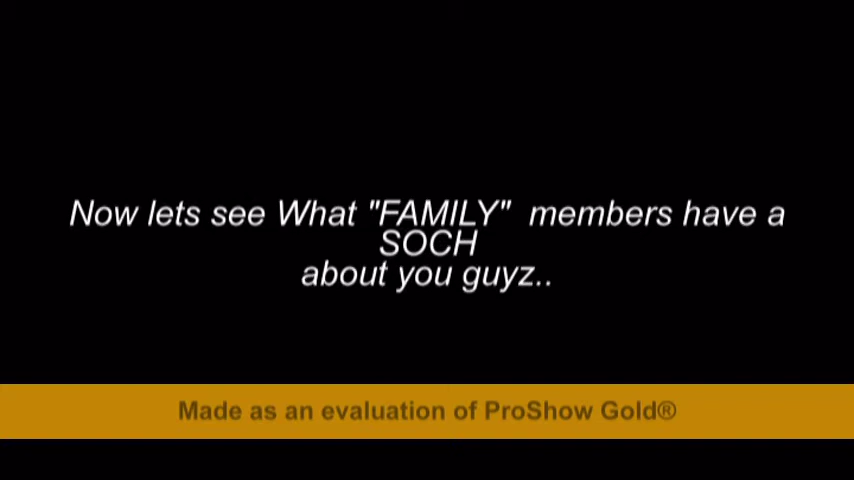 Now lets see What "FAMILY"  members have a
SOCH
about you guyz..
Made as an evaluation of ProShow Gold®